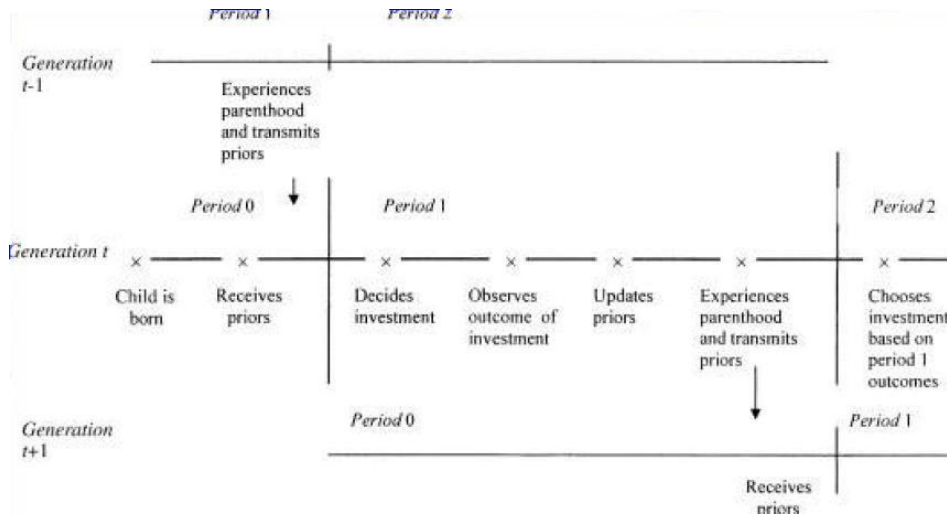 Period 1
Period 2
Generation
t-1
Experiences
parenthood
and transmits
priors
Period 0
Period 1
Period 2
Generation t
Child is
born
Receives
priors
Decides
investment
Observes
outcome of
investment
Updates
priors
Experiences
parenthood
and transmits
priors
Chooses
investment
based on
period 1
outcomes
Generation
t+1
Period 0
Period 1
Receives
priors